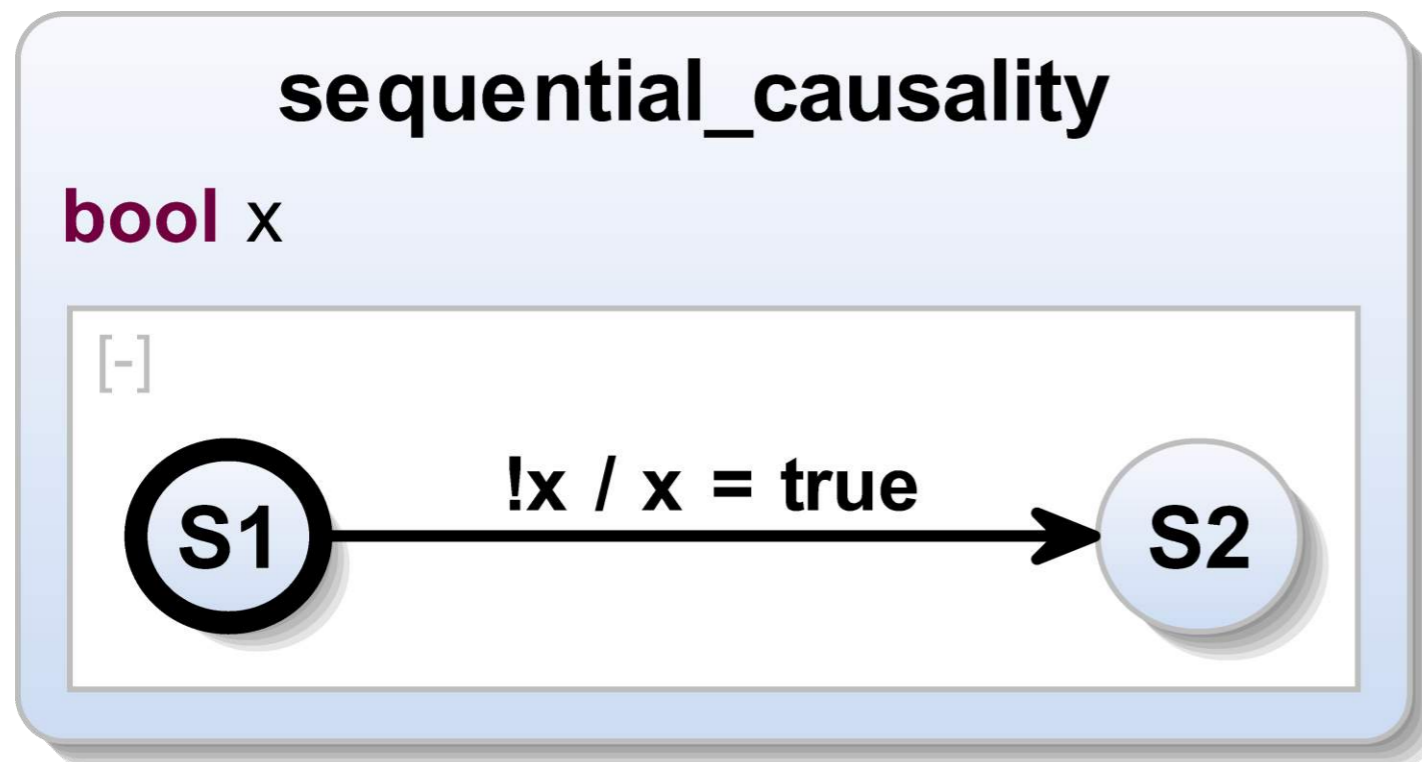 sequential_causality
bool x
[-]
!x / x = true
S1
S2